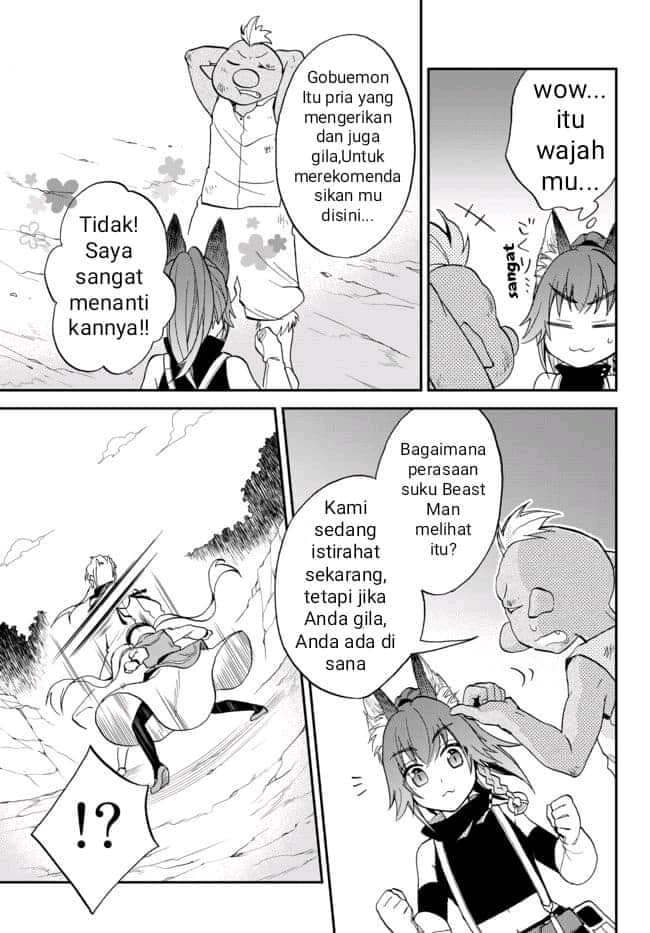 wow...
itu
wajah
mu...
sangat
Gobuemon
Itu pria yang
mengerikan
dan juga
gila,Untuk
merekomenda
sikan mu
disini...
Tidak!
Saya
sangat
menanti
kannya!!
Bagaimana
perasaan
suku Beast
Man
melihat
itu?
Kami
sedang
istirahat
sekarang,
tetapi jika
Anda gila,
Anda ada di
sana
!?